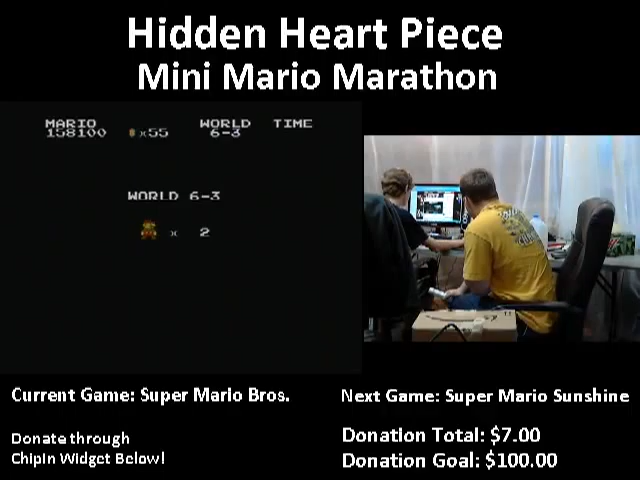 Hidden Heart Piece
Mini Mario Marathon
MARIO WORLD TIME
158100 x55 6-3
WORLD 6-3
x 2
Current Game: Super Mario Bros.
Next Game: Super Mario Sunshine
Donate through
Chipin Widget Below!
Donation Total: $7.00
Donation Goal: $100.00